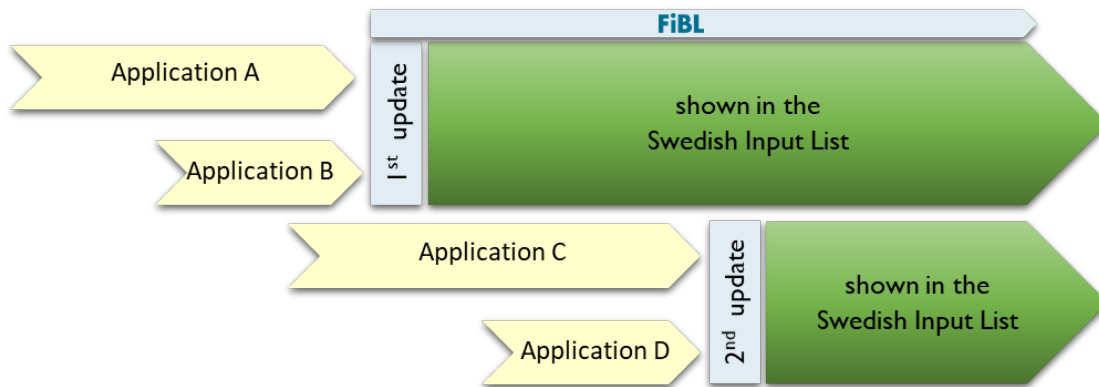 FiBL
Application A
1st update
shown in the
Swedish Input List
Application B
Application C
2nd update
shown in the
Swedish Input List
Application D